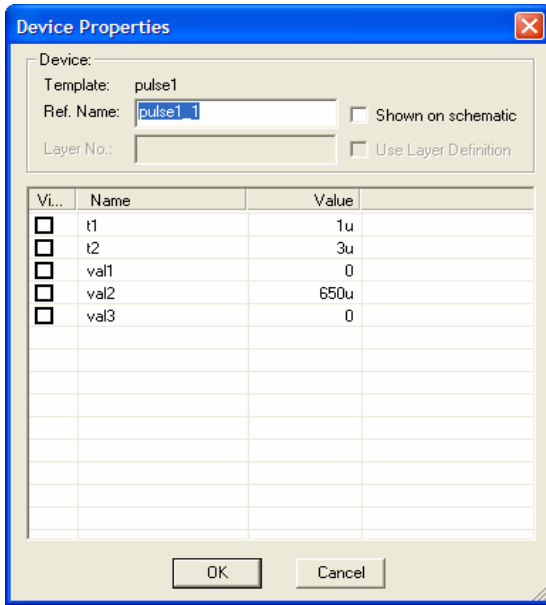 Device Properties
Device:
Template: pulse1
Ref. Name: pulse1_1
Shown on schematic
Layer No.:
Use Layer Definition
Vi... Name Value
t1 1u
t2 3u
val1 0
val2 650u
val3 0
OK Cancel